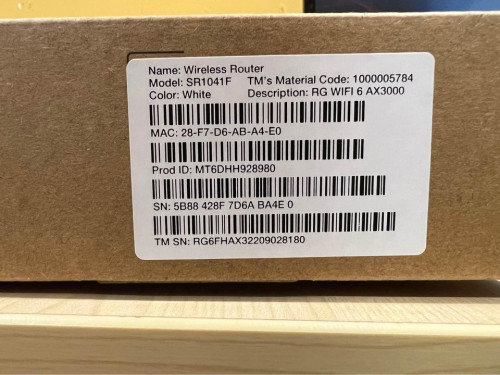 Name: Wireless Router
Model: SR1041F TM's Material Code: 1000005784
Color: White Description: RG WIFI 6 AX3000
MAC: 28-F7-D6-AB-A4-E0
Prod ID: MT6DHH928980
SN: 5B88 428F 7D6A BA4E 0
TM SN: RG6FHAX32209028180